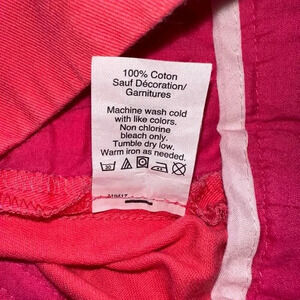 100% Coton
Sauf Décoration/
Garnitures
Machine wash cold
with like colors.
Non chlorine
bleach only.
Tumble dry low.
Warm iron as needed.